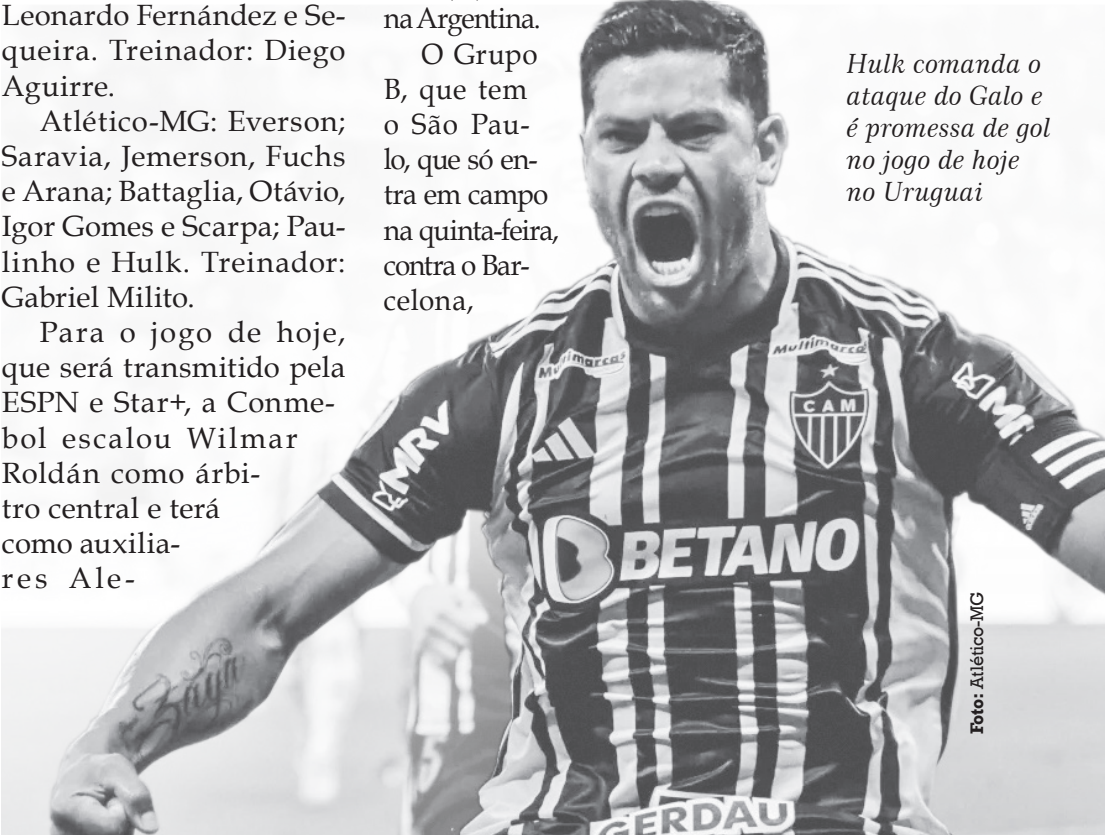 Leonardo Fernández e Se-
queira. Treinador: Diego
Aguirre.
Atlético-MG: Everson;
Saravia, Jemerson, Fuchs
e Arana; Battaglia, Otávio,
Igor Gomes e Scarpa; Pau-
linho e Hulk. Treinador:
Gabriel Milito.
Para o jogo de hoje,
que será transmitido pela
ESPN e Star+, a Conme-
bol escalou Wilmar
Roldán como árbi-
tro central e terá
como auxilia-
res Ale-
na Argentina.
O Grupo
B, que tem
o São Pau-
lo, que só en-
tra em campo
na quinta-feira,
contra o Bar-
celona,
Hulk comanda o
ataque do Galo e
é promessa de gol
no jogo de hoje
no Uruguai
Multimarcas
Multimarcas
CAM
MRV
BETANO
GERDAU
Zaya
Foto: Atlético-MG